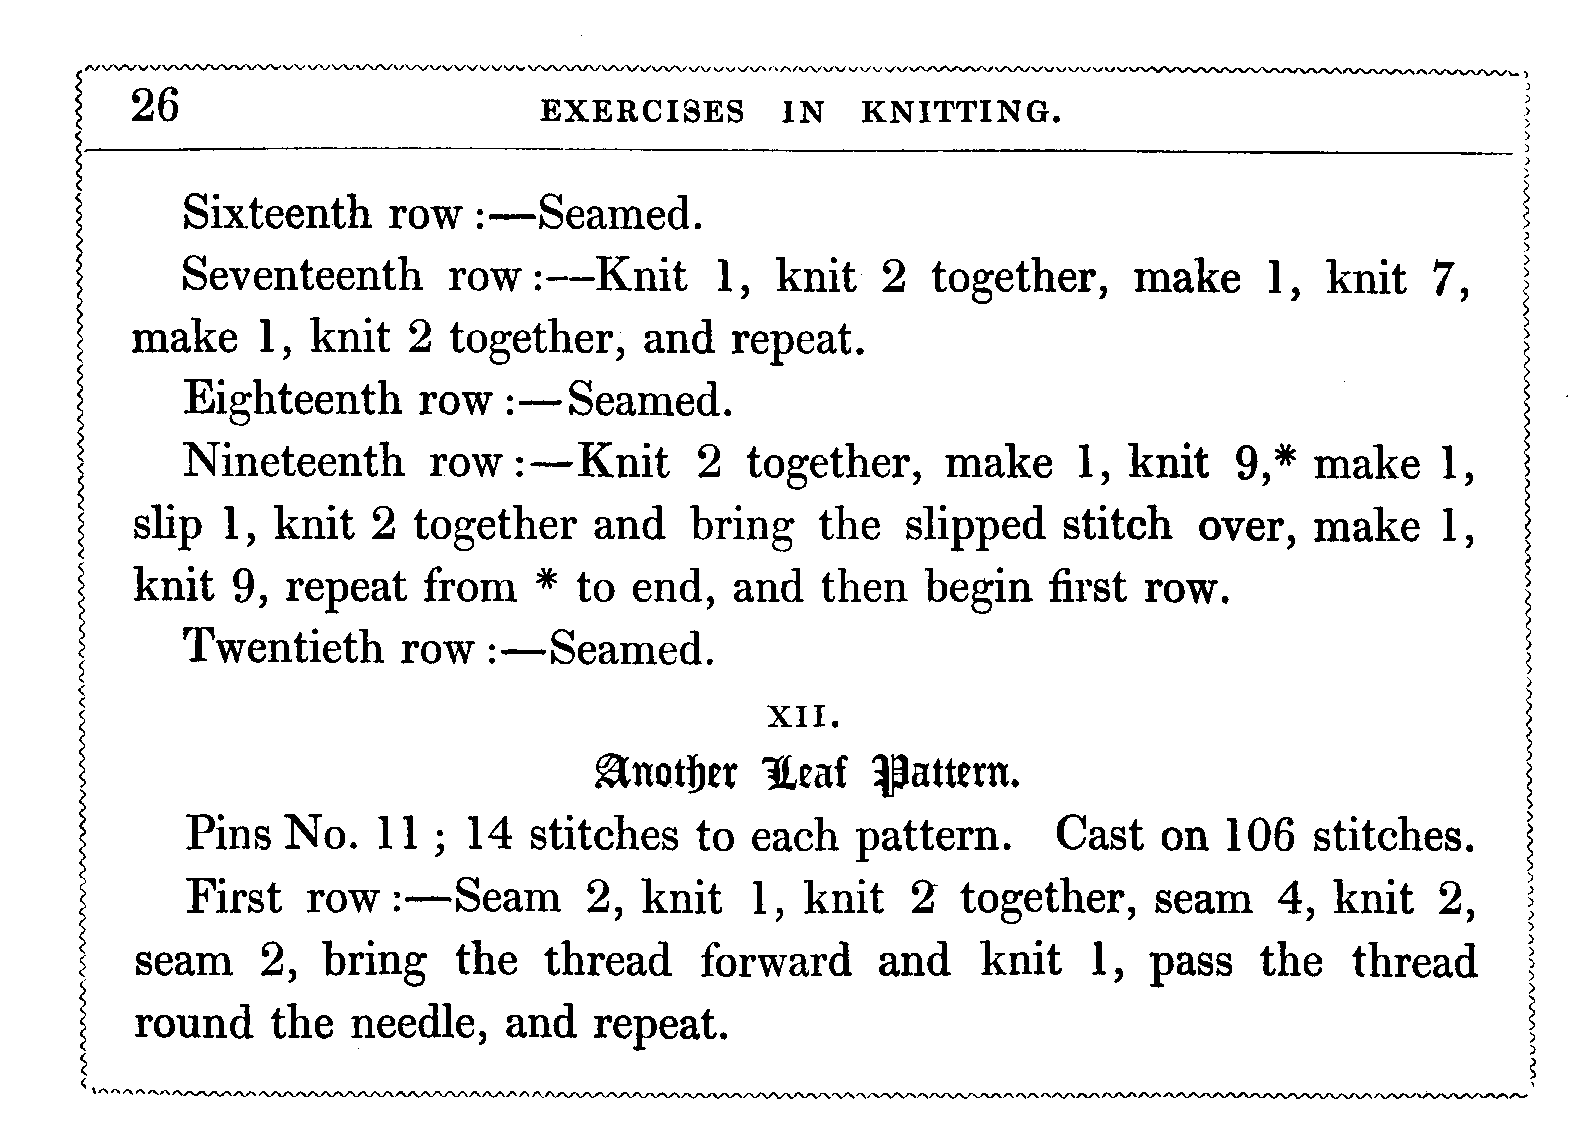 26 EXERCISES IN KNITTING.
Sixteenth row :—Seamed.
Seventeenth row :—Knit 1, knit 2 together, make 1, knit 7,
make 1, knit 2 together, and repeat.
Eighteenth row :—Seamed.
Nineteenth row :—Knit 2 together, make 1, knit 9,* make 1,
slip 1, knit 2 together and bring the slipped stitch over, make 1,
knit 9, repeat from * to end, and then begin first row.
Twentieth row :—Seamed.
XII.
Another Leaf Pattern.
Pins No. 11 ; 14 stitches to each pattern. Cast on 106 stitches.
First row :—Seam 2, knit 1, knit 2 together, seam 4, knit 2,
seam 2, bring the thread forward and knit 1, pass the thread
round the needle, and repeat.